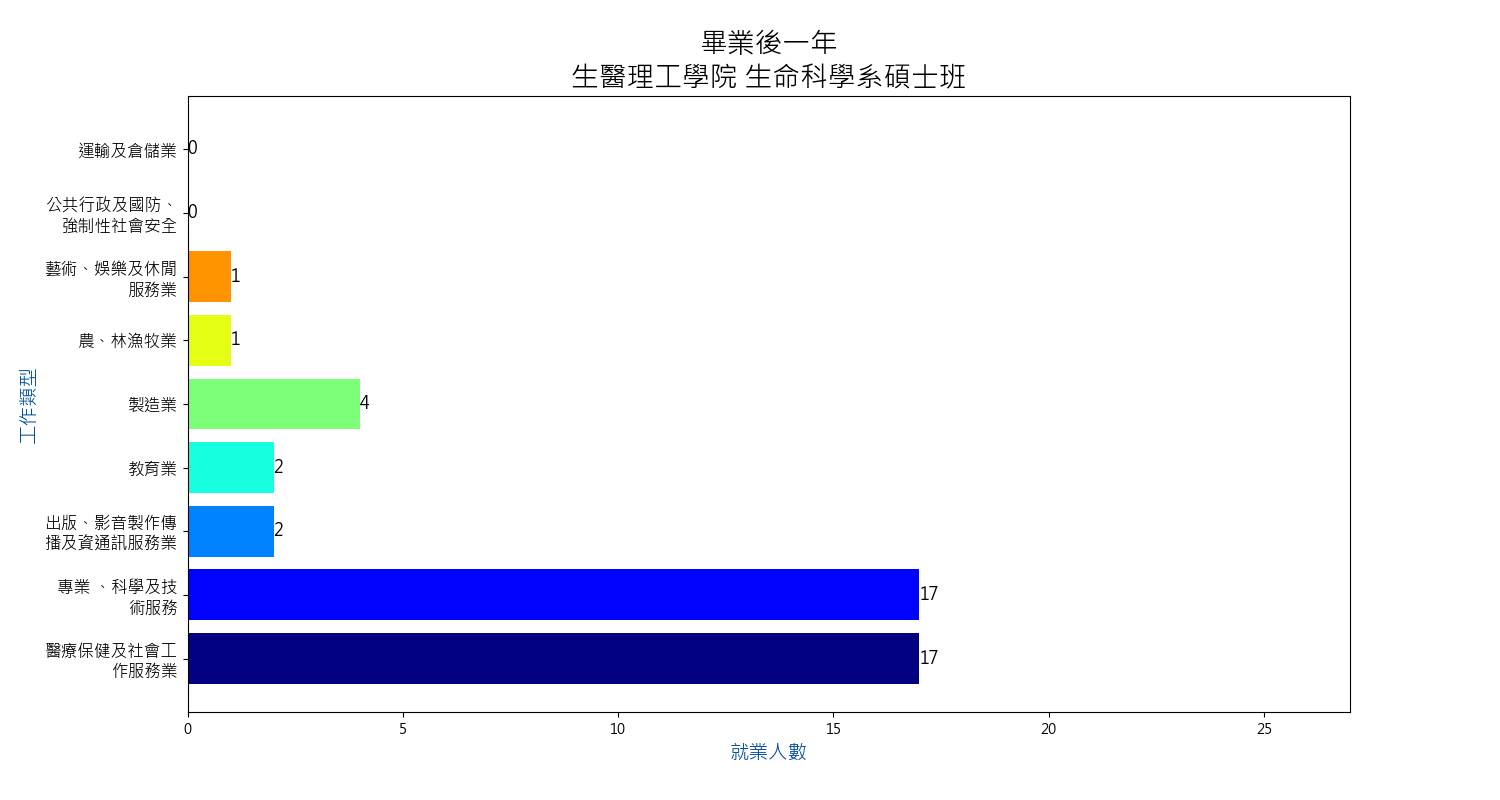 畢業後一年
生醫理工學院 生命科學系碩士班
運輸及倉儲業
0
公共行政及國防、
強制性社會安全
0
藝術、娛樂及休閒
服務業
1
農、林漁牧業
1
製造業
4
教育業
2
出版、影音製作傳
播及資通訊服務業
2
專業 、科學及技
術服務
17
醫療保健及社會工
作服務業
17
工作類型
0 5 10 15 20 25
就業人數